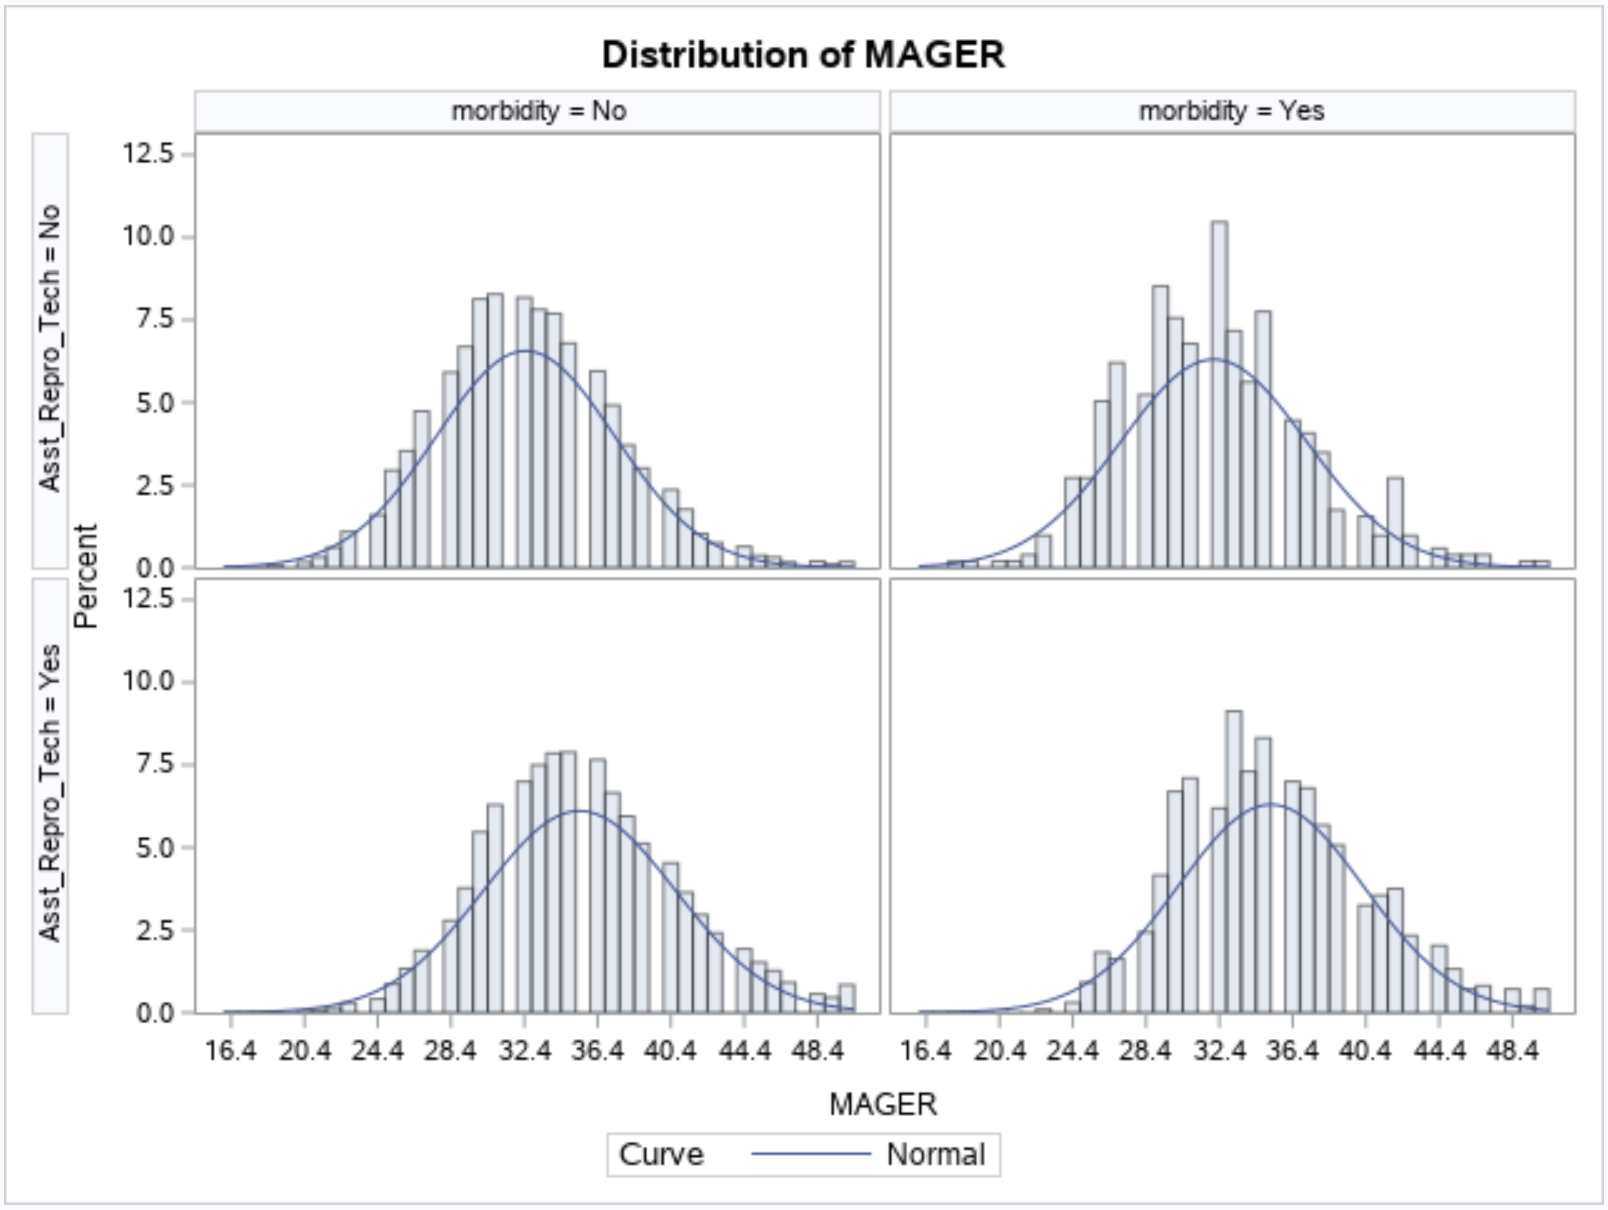 Distribution of MAGER
morbidity = No
morbidity = Yes
Asst_Repro_Tech = No
12.5
10.0
7.5
5.0
2.5
0.0
Percent
Asst_Repro_Tech = Yes
12.5
10.0
7.5
5.0
2.5
0.0
16.4 20.4 24.4 28.4 32.4 36.4 40.4 44.4 48.4
16.4 20.4 24.4 28.4 32.4 36.4 40.4 44.4 48.4
MAGER
Curve Normal